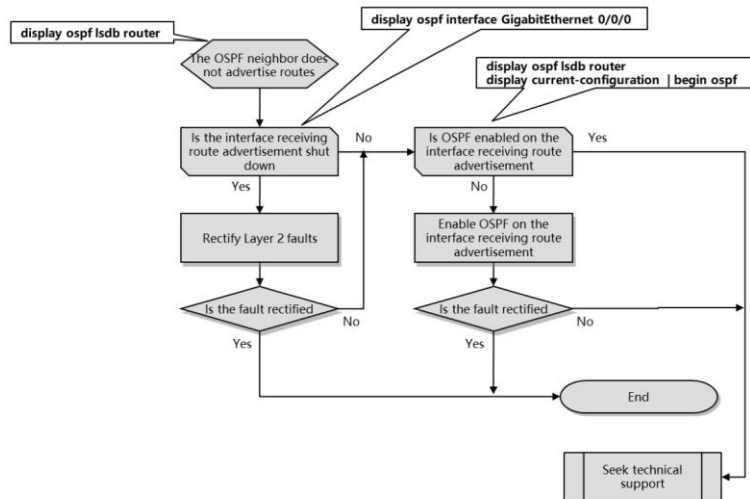 display ospf interface GigabitEthernet 0/0/0
display ospf lsdb router
The OSPF neighbor does
not advertise routes
display ospf lsdb router
display current-configuration | begin ospf
Is the interface receiving
route advertisement shut
down
No
Is OSPF enabled on the
interface receiving route
advertisement
Yes
Yes
No
Rectify Layer 2 faults
Enable OSPF on the
interface receiving route
advertisement
Is the fault rectified
No
Is the fault rectified
No
Yes
Yes
End
Seek technical
support